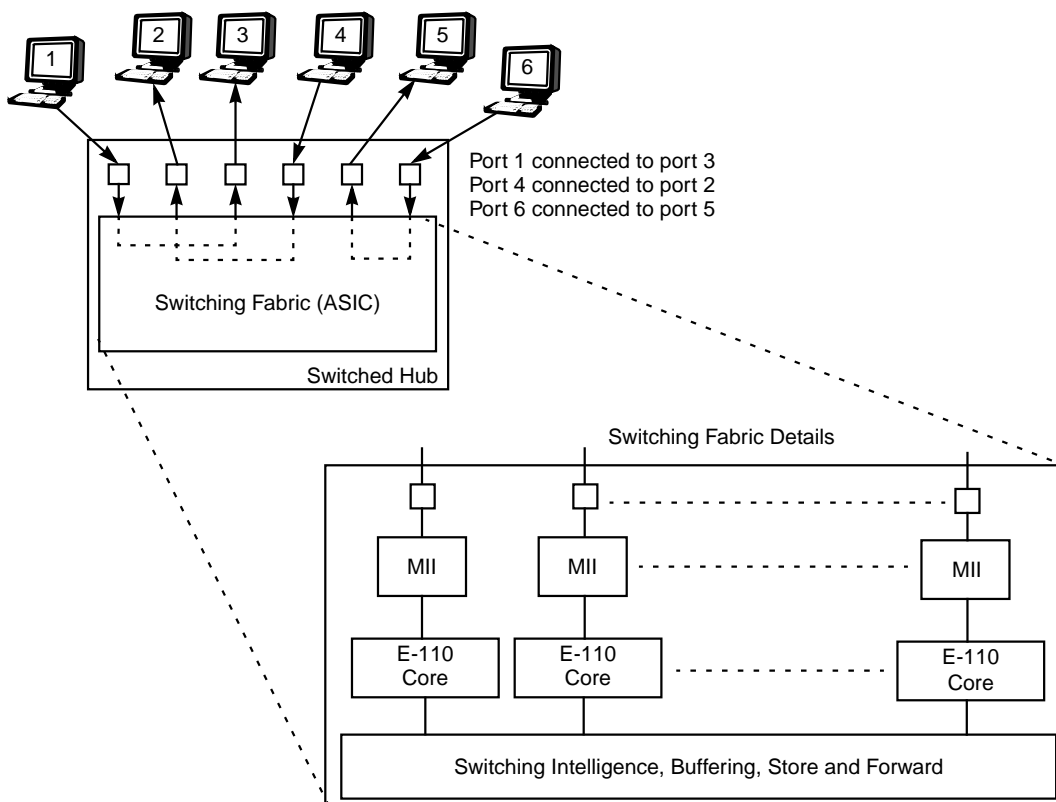 1
2
3
4
5
6
Port 1 connected to port 3
Port 4 connected to port 2
Port 6 connected to port 5
Switching Fabric (ASIC)
Switched Hub
Switching Fabric Details
MII
MII
MII
E-110
Core
E-110
Core
E-110
Core
Switching Intelligence, Buffering, Store and Forward